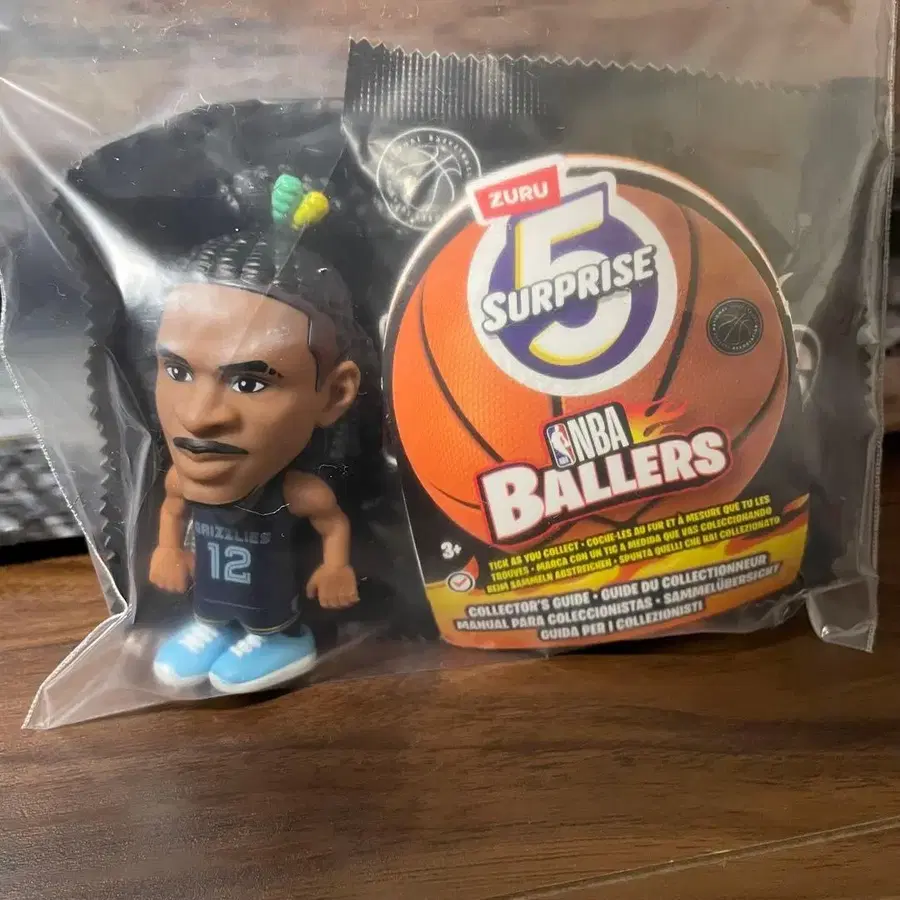 ZURU
5
SURPRISE
NBA
BALLERS
3+
TICK AS YOU COLLECT • COCHE-LES AU FUR ET À MESURE QUE TU LES
TROUVES • MARCA CON UN TIC A MEDIDA QUE VAS COLECCIONANDO
BEIM SAMMELN ABSTREICHEN • SPUNTA QUELLI CHE HAI COLLEZIONATO
COLLECTOR'S GUIDE • GUIDE DU COLLECTIONNEUR
MANUAL PARA COLECCIONISTAS • SAMMELÜBERSICHT
GUIDA PER I COLLEZIONISTI
GRIZZLIES
12